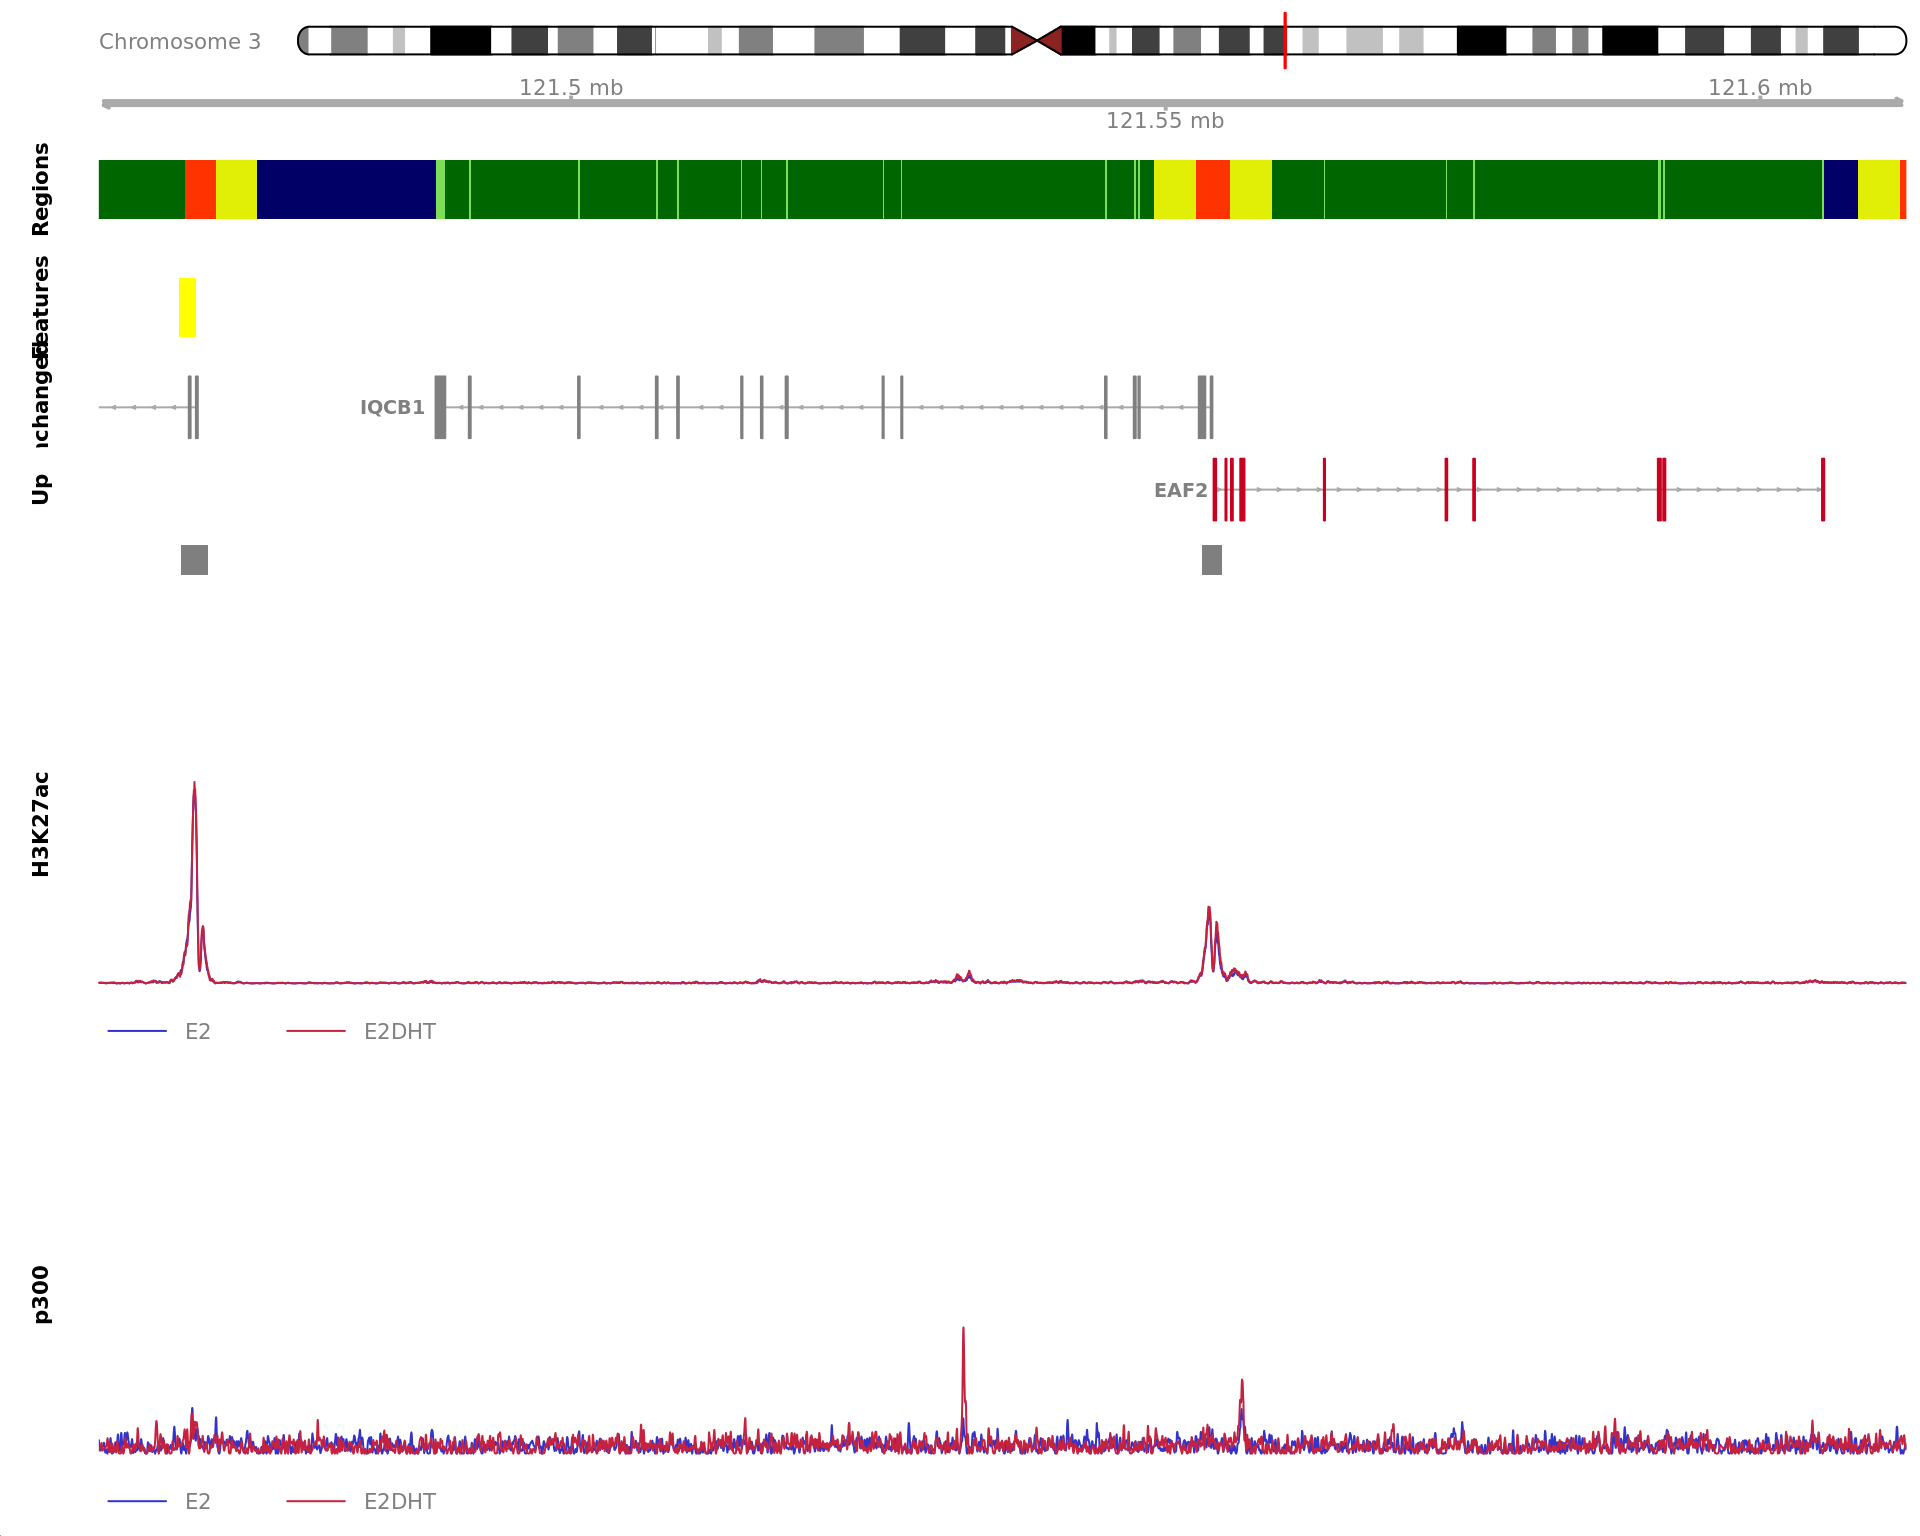 Chromosome 3
121.5 mb
121.6 mb
121.55 mb
Regions
Features
changed
IQCB1
Up
EAF2
H3K27ac
E2
E2DHT
p300
E2
E2DHT